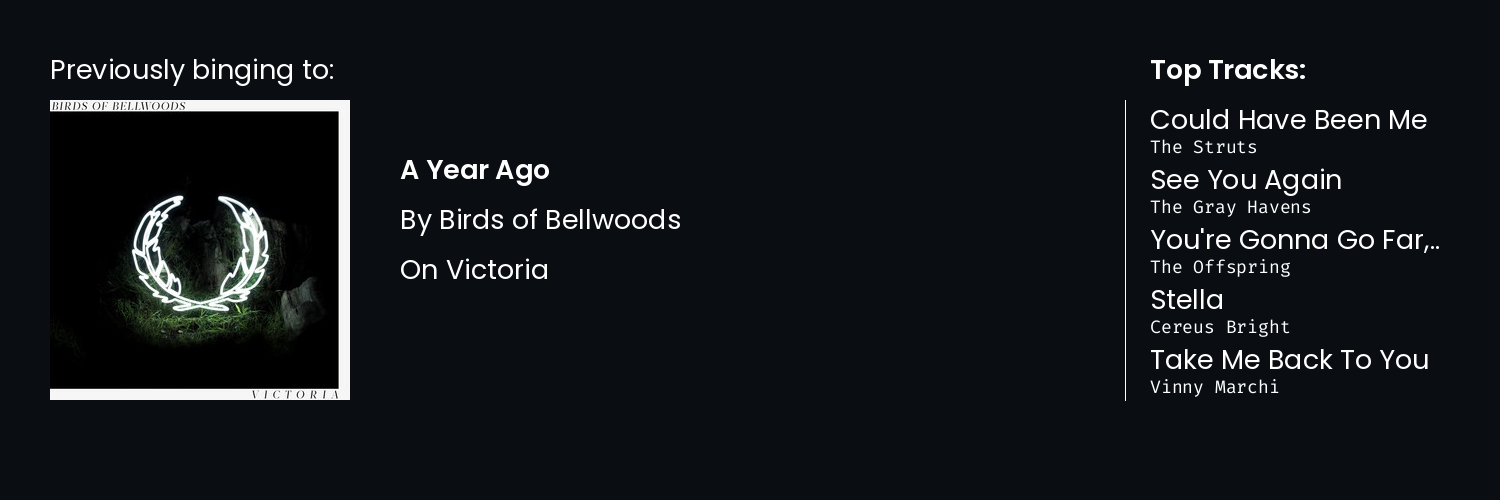 Previously binging to:
BIRDS OF BELLWOODS
VICTORIA
A Year Ago
By Birds of Bellwoods
On Victoria
Top Tracks:
Could Have Been Me
The Struts
See You Again
The Gray Havens
You're Gonna Go Far,..
The Offspring
Stella
Cereus Bright
Take Me Back To You
Vinny Marchi